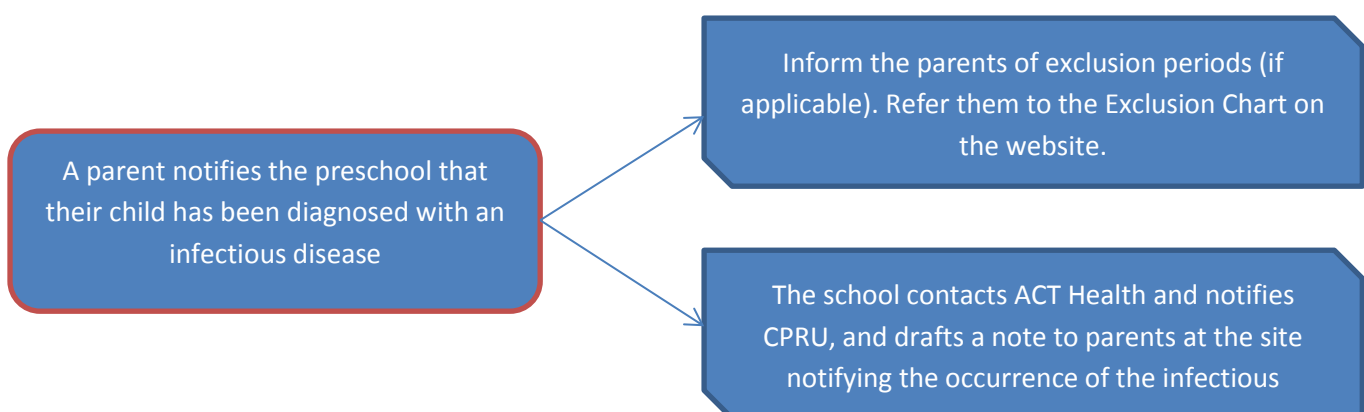 A parent notifies the preschool that
their child has been diagnosed with an
infectious disease
Inform the parents of exclusion periods (if
applicable). Refer them to the Exclusion Chart on
the website.
The school contacts ACT Health and notifies
CPRU, and drafts a note to parents at the site
notifying the occurrence of the infectious